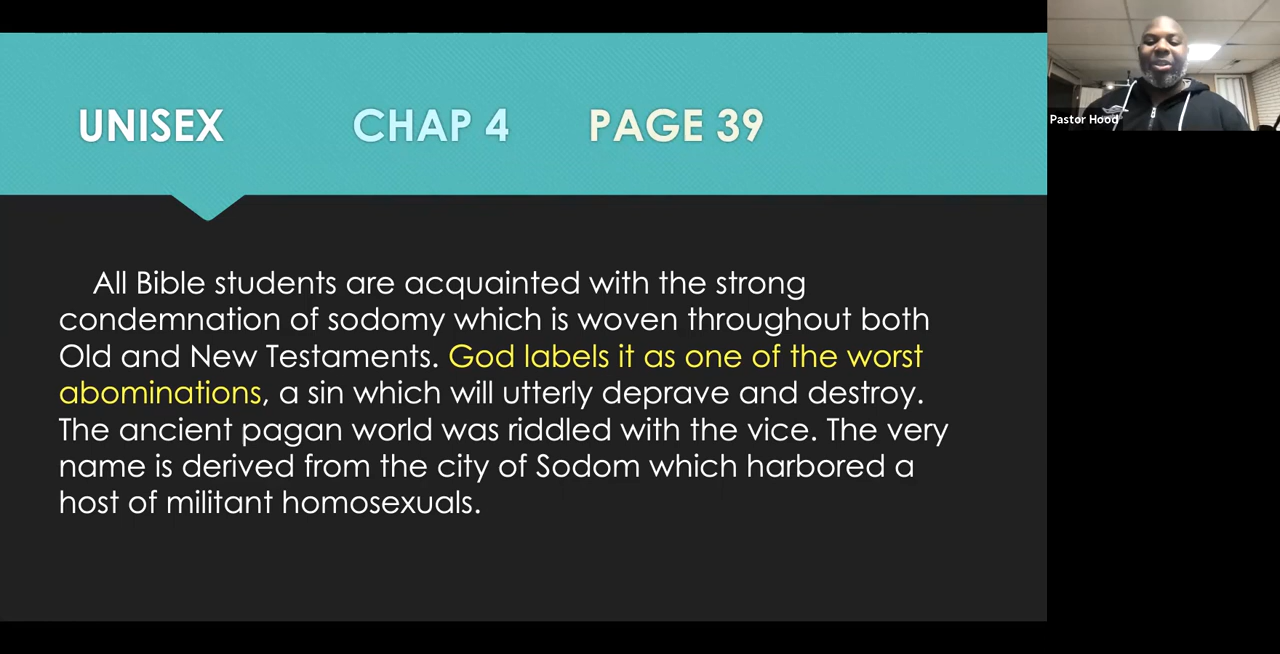 UNISEX CHAP 4 PAGE 39
Pastor Hood
All Bible students are acquainted with the strong
condemnation of sodomy which is woven throughout both
Old and New Testaments. God labels it as one of the worst
abominations, a sin which will utterly deprave and destroy.
The ancient pagan world was riddled with the vice. The very
name is derived from the city of Sodom which harbored a
host of militant homosexuals.